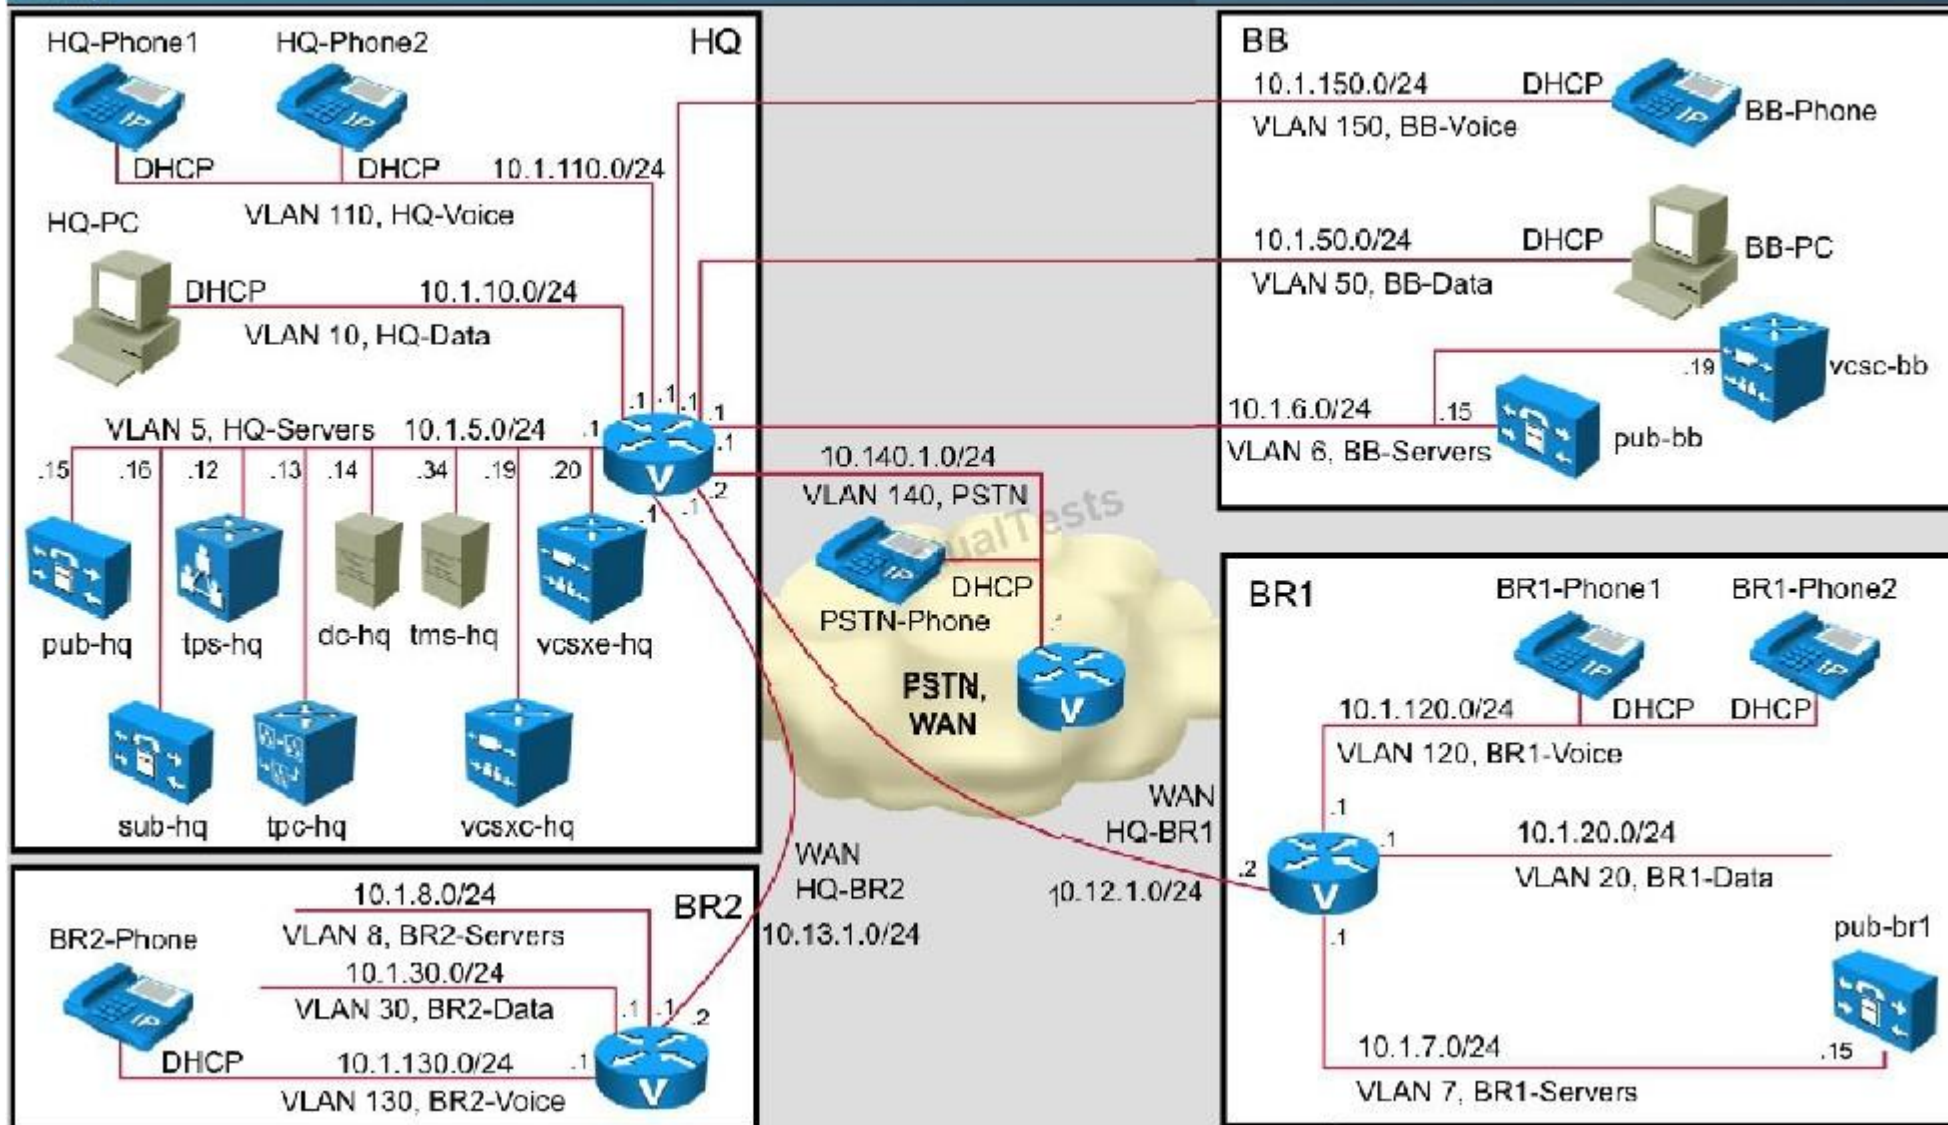 HQ-Phone1
HQ-Phone2
HQ
IP
IP
DHCP
DHCP
10.1.110.0/24
VLAN 110, HQ-Voice
HQ-PC
DHCP
10.1.10.0/24
VLAN 10, HQ-Data
.1
.1
.1
.1
.1
.1
VLAN 5, HQ-Servers
10.1.5.0/24
.1
V
.15
.16
.12
.13
.14
.34
.19
.20
.1
.1
.2
pub-hq
tps-hq
dc-hq
tms-hq
vcsxe-hq
sub-hq
tpc-hq
vcsxc-hq
BB
10.1.150.0/24
DHCP
IP
BB-Phone
VLAN 150, BB-Voice
10.1.50.0/24
DHCP
BB-PC
VLAN 50, BB-Data
.19
vcsc-bb
10.1.6.0/24
.15
pub-bb
VLAN 6, BB-Servers
10.140.1.0/24
VLAN 140, PSTN
ualTests
IP
DHCP
PSTN-Phone
PSTN,
WAN
V
WAN
HQ-BR1
10.12.1.0/24
WAN
HQ-BR2
10.13.1.0/24
BR2
10.1.8.0/24
VLAN 8, BR2-Servers
BR2-Phone
IP
10.1.30.0/24
VLAN 30, BR2-Data
.1
.1
.2
DHCP
10.1.130.0/24
.1
V
VLAN 130, BR2-Voice
BR1
BR1-Phone1
BR1-Phone2
IP
IP
10.1.120.0/24
DHCP
DHCP
VLAN 120, BR1-Voice
.1
.1
10.1.20.0/24
VLAN 20, BR1-Data
.2
V
.1
pub-br1
10.1.7.0/24
.15
VLAN 7, BR1-Servers